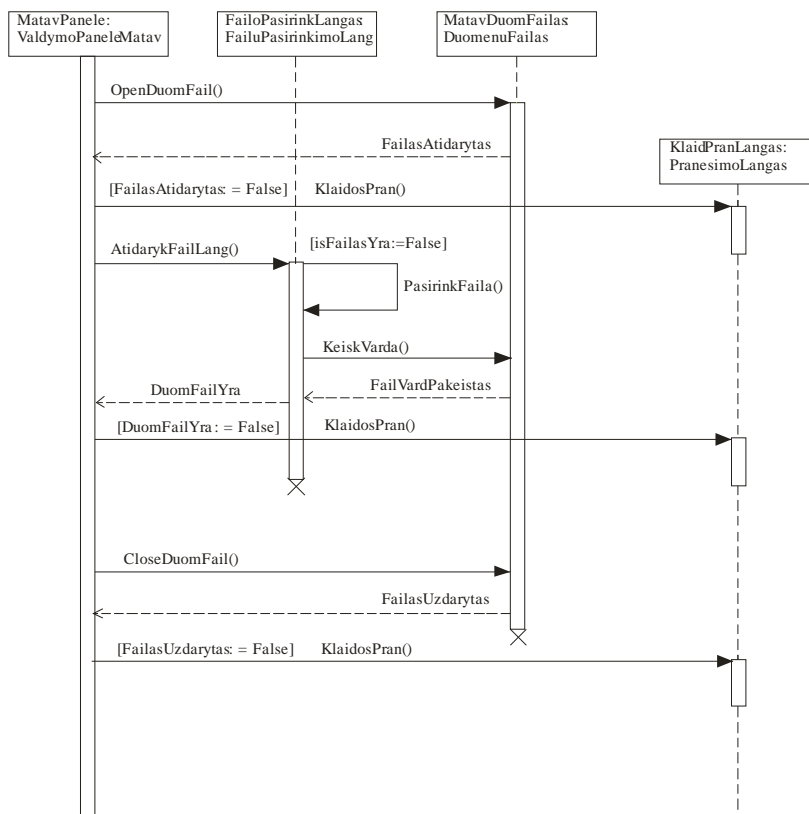 MatavPanele:
ValdymoPaneleMatav
FailoPasirinkLangas:
FailuPasirinkimoLang
MatavDuomFailas:
DuomenuFailas
OpenDuomFail()
FailasAtidarytas
KlaidPranLangas:
PranesimoLangas
[FailasAtidarytas: = False] KlaidosPran()
AtidarykFailLang()
[isFailasYra:=False]
PasirinkFaila()
KeiskVarda()
DuomFailYra
FailVardPakeistas
[DuomFailYra: = False] KlaidosPran()
CloseDuomFail()
FailasUzdarytas
[FailasUzdarytas: = False] KlaidosPran()